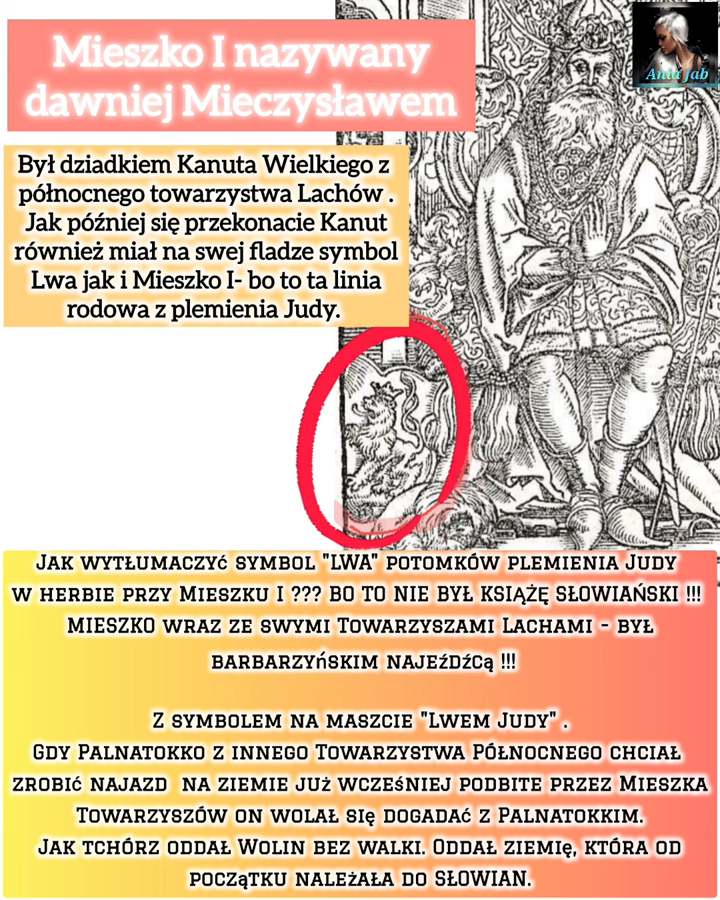 Mieszko I nazywany
dawniej Mieczysławem
Ania jab
Był dziadkiem Kanuta Wielkiego z
północnego towarzystwa Lachów .
Jak później się przekonacie Kanut
również miał na swej fladze symbol
Lwa jak i Mieszko I- bo to ta linia
rodowa z plemienia Judy.
Jak wytłumaczyć symbol "LWA" potomków plemienia Judy
w herbie przy Mieszku I ??? BO TO NIE BYŁ KSIĄŻĘ SŁOWIAŃSKI !!!
MIESZKO wraz ze swymi Towarzyszami Lachami - był
barbarzyńskim najeźdźcą !!!
Z symbolem na maszcie "Lwem Judy" .
Gdy Palnatokko z innego Towarzystwa Północnego chciał
zrobić najazd na ziemie już wcześniej podbite przez Mieszka
Towarzyszów on wolał się dogadać z Palnatokkim.
Jak tchórz oddał Wolin bez walki. Oddał ziemię, która od
początku należała do SŁOWIAN.